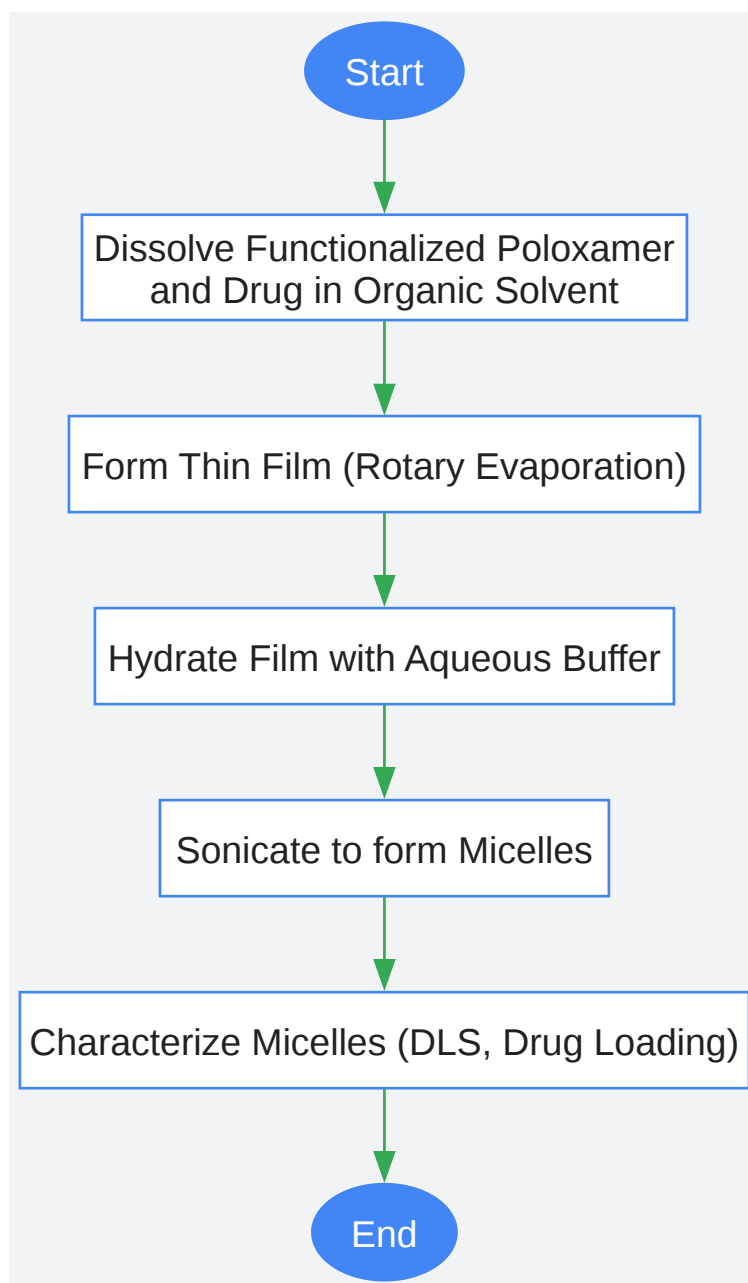 Start
Dissolve Functionalized Poloxamer
and Drug in Organic Solvent
Form Thin Film (Rotary Evaporation)
Hydrate Film with Aqueous Buffer
Sonicate to form Micelles
Characterize Micelles (DLS, Drug Loading)
End